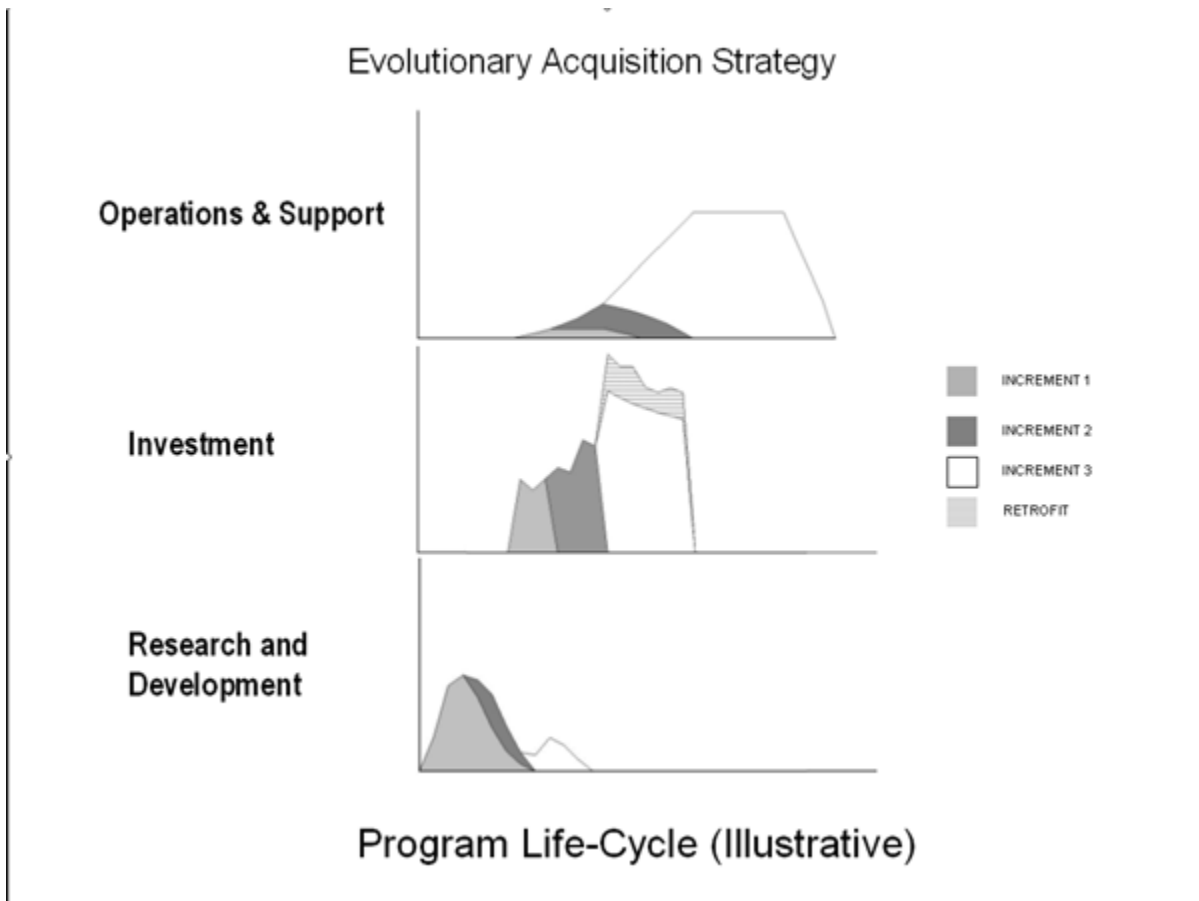 Evolutionary Acquisition Strategy
Operations & Support
Investment
INCREMENT 1
INCREMENT 2
INCREMENT 3
RETROFIT
Research and
Development
Program Life-Cycle (Illustrative)